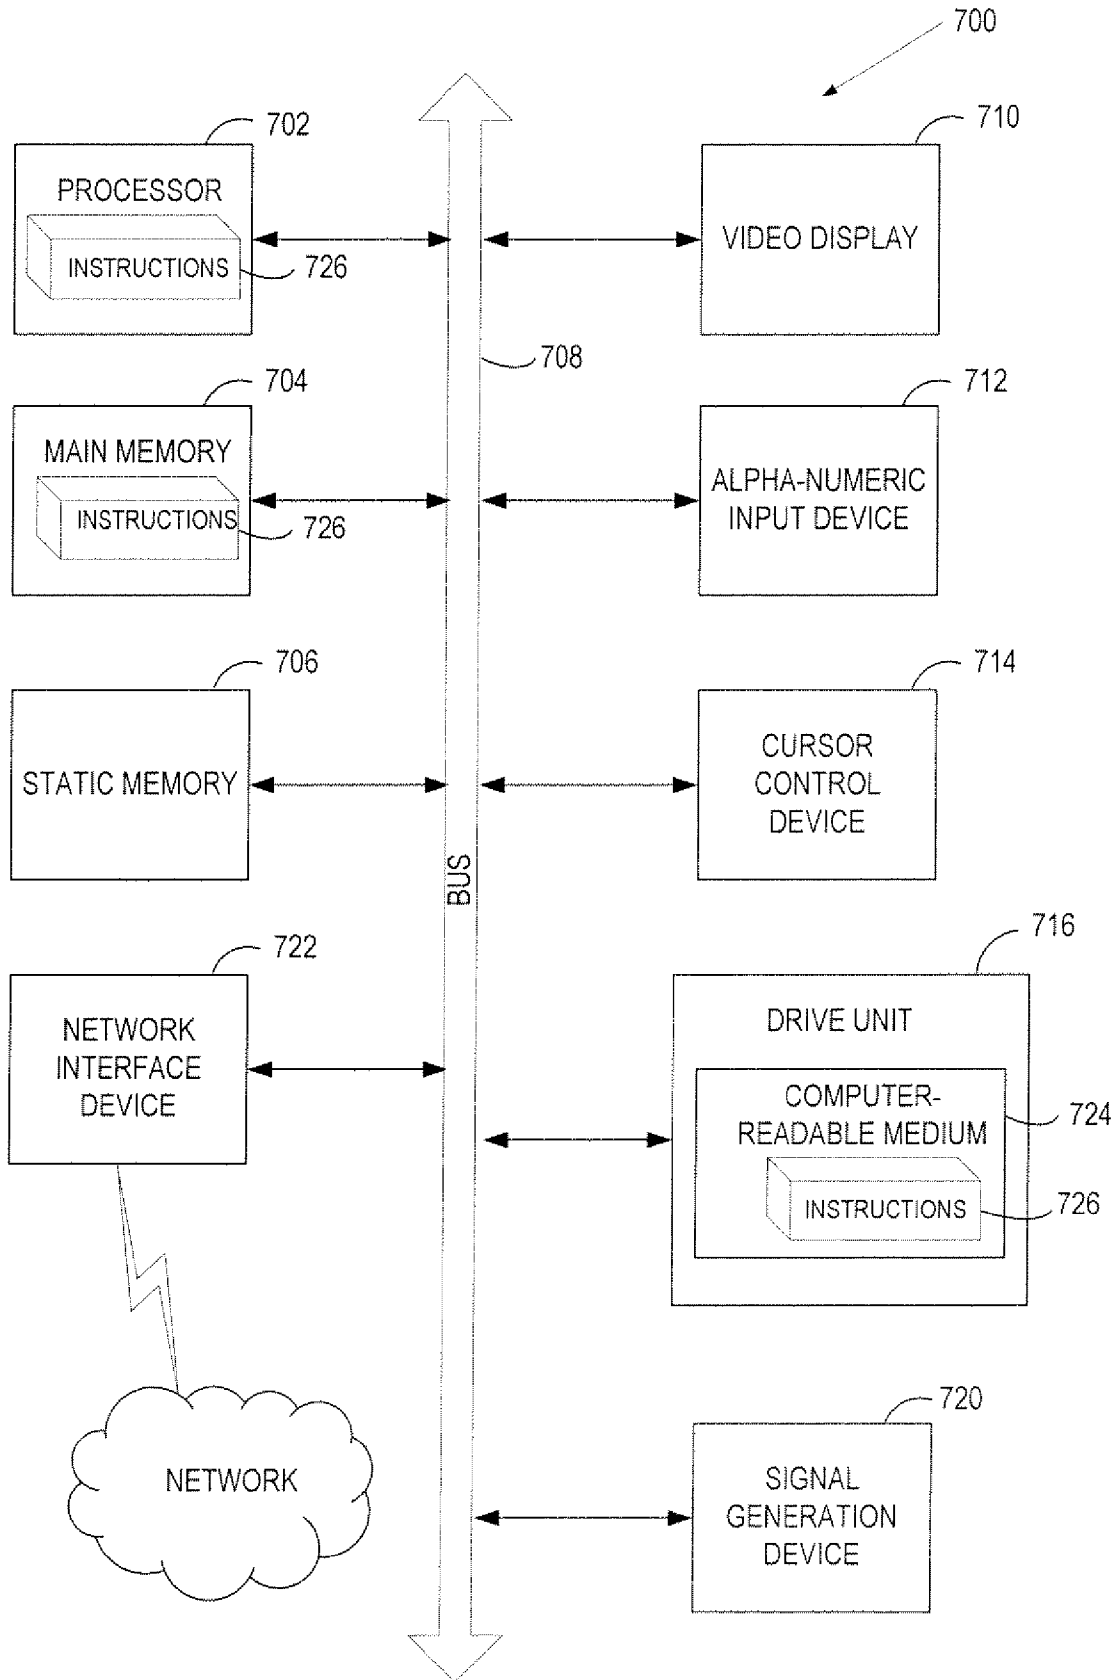 700
702
PROCESSOR
INSTRUCTIONS
726
710
VIDEO DISPLAY
708
704
MAIN MEMORY
INSTRUCTIONS
726
712
ALPHA-NUMERIC
INPUT DEVICE
706
STATIC MEMORY
714
CURSOR
CONTROL
DEVICE
BUS
722
NETWORK
INTERFACE
DEVICE
716
DRIVE UNIT
COMPUTER-
READABLE MEDIUM
724
INSTRUCTIONS
726
NETWORK
720
SIGNAL
GENERATION
DEVICE